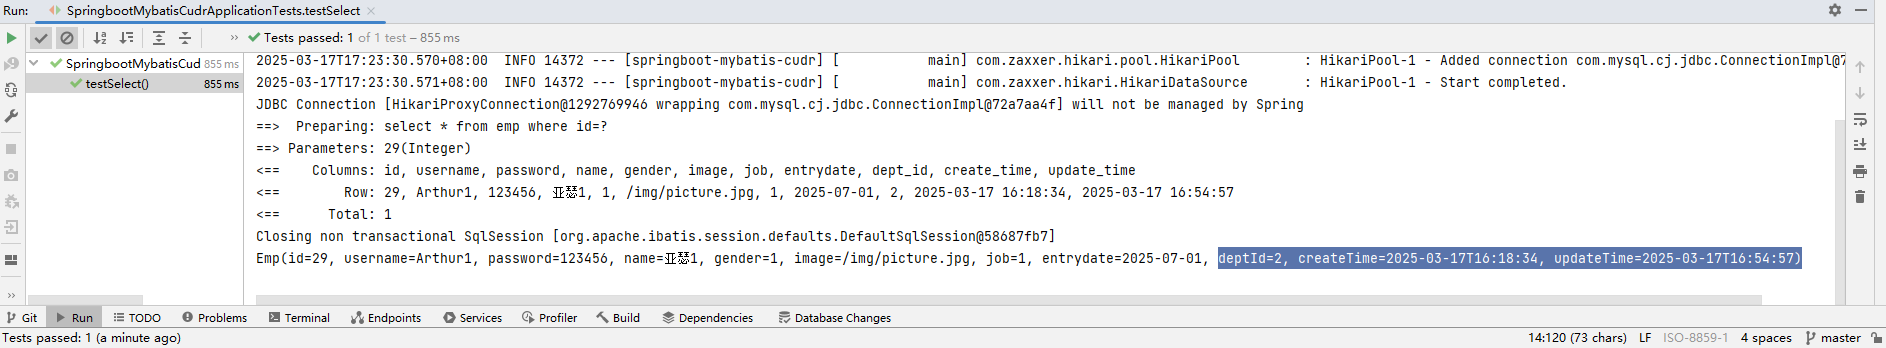 Run: SpringbootMybatisCudrApplicationTests.testSelect
Tests passed: 1 of 1 test – 855 ms
SpringbootMybatisCud 855 ms
testSelect() 855 ms
2025-03-17T17:23:30.570+08:00  INFO 14372 --- [springboot-mybatis-cudr] [           main] com.zaxxer.hikari.pool.HikariPool        : HikariPool-1 - Added connection com.mysql.cj.jdbc.ConnectionImpl@7
2025-03-17T17:23:30.571+08:00  INFO 14372 --- [springboot-mybatis-cudr] [           main] com.zaxxer.hikari.HikariDataSource       : HikariPool-1 - Start completed.
JDBC Connection [HikariProxyConnection@1292769946 wrapping com.mysql.cj.jdbc.ConnectionImpl@72a7aa4f] will not be managed by Spring
==>  Preparing: select * from emp where id=?
==> Parameters: 29(Integer)
<==    Columns: id, username, password, name, gender, image, job, entrydate, dept_id, create_time, update_time
<==        Row: 29, Arthur1, 123456, 亚瑟1, 1, /img/picture.jpg, 1, 2025-07-01, 2, 2025-03-17 16:18:34, 2025-03-17 16:54:57
<==      Total: 1
Closing non transactional SqlSession [org.apache.ibatis.session.defaults.DefaultSqlSession@58687fb7]
Emp(id=29, username=Arthur1, password=123456, name=亚瑟1, gender=1, image=/img/picture.jpg, job=1, entrydate=2025-07-01, deptId=2, createTime=2025-03-17T16:18:34, updateTime=2025-03-17T16:54:57)
Git Run TODO Problems Terminal Endpoints Services Profiler Build Dependencies Database Changes
Tests passed: 1 (a minute ago) 14:120 (73 chars) LF ISO-8859-1 4 spaces master